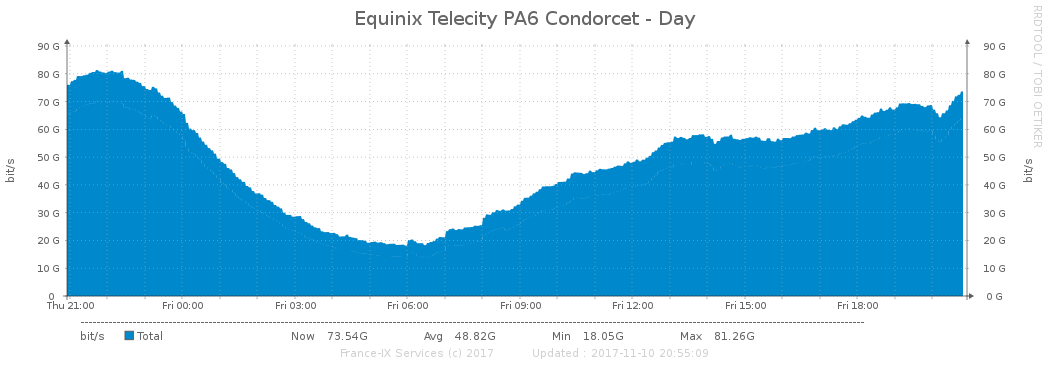 Equinix Telecity PA6 Condorcet - Day
RRDTOOL / TOBI OETIKER
90 G 90 G
80 G 80 G
70 G 70 G
60 G 60 G
50 G 50 G
40 G 40 G
30 G 30 G
20 G 20 G
10 G 10 G
0 0 G
bit/s bit/s
Thu 21:00 Fri 00:00 Fri 03:00 Fri 06:00 Fri 09:00 Fri 12:00 Fri 15:00 Fri 18:00
bit/s Total Now 73.54G Avg 48.82G Min 18.05G Max 81.26G
France-IX Services (c) 2017 Updated : 2017-11-10 20:55:09